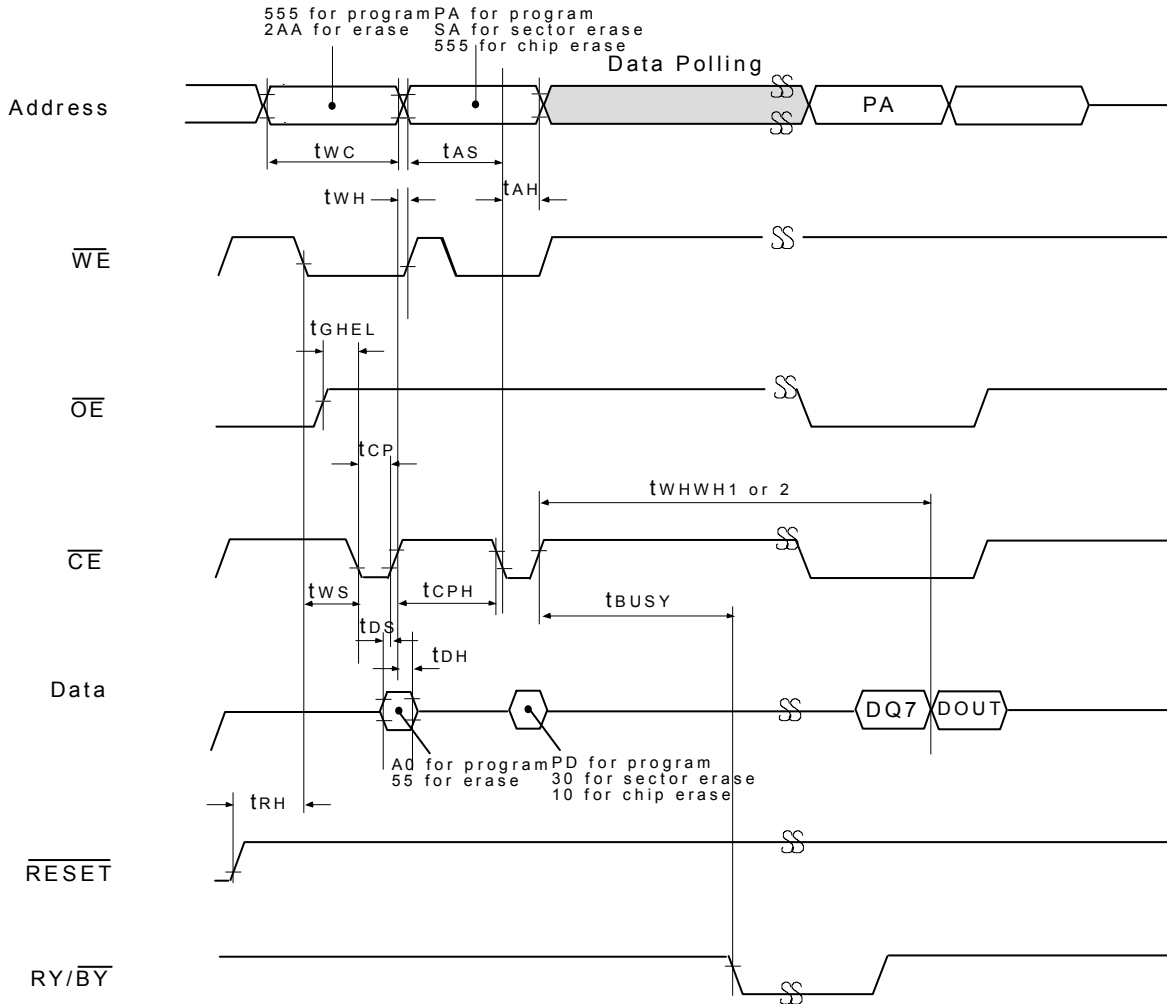 555 for program
2AA for erase
PA for program
SA for sector erase
555 for chip erase
Data Polling
Address
PA
tWC
tAS
tWH
tAH
WE
tGHEL
OE
tCP
tWHWH1 or 2
CE
tWS
tCPH
tBUSY
tDS
tDH
Data
DQ7
DOUT
A0 for program
55 for erase
PD for program
30 for sector erase
10 for chip erase
tRH
RESET
RY/BY